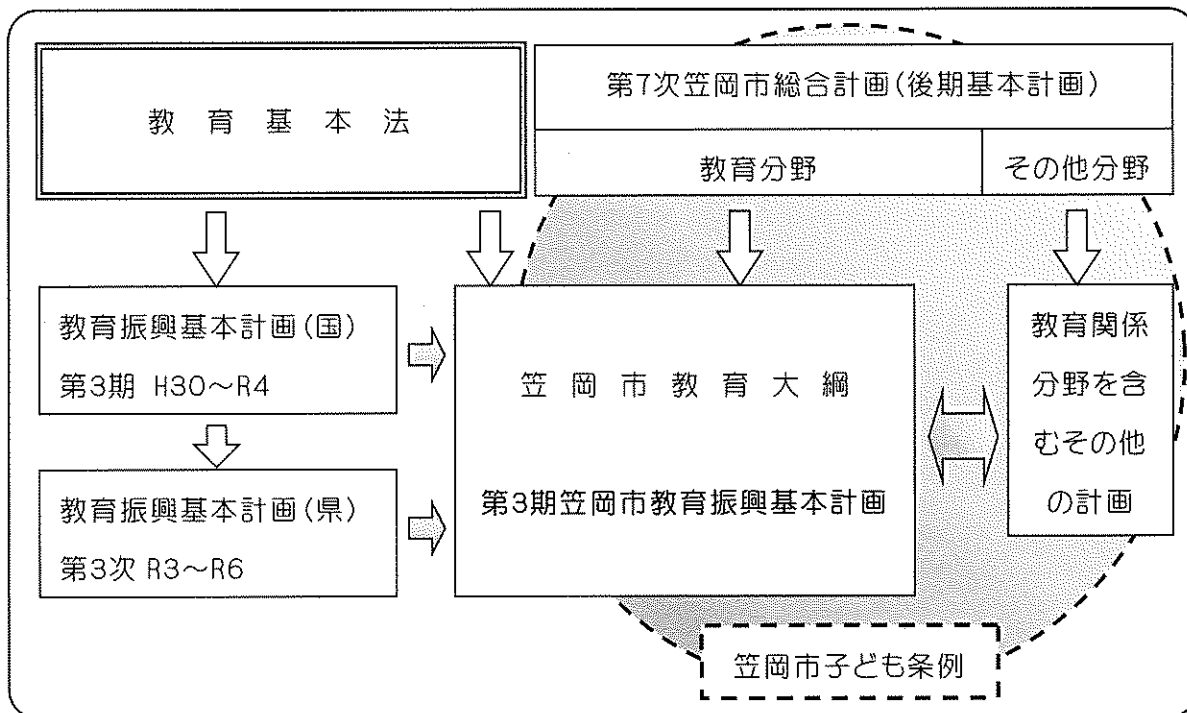 教育基本法
第7次笠岡市総合計画(後期基本計画)
教育分野
その他分野
教育振興基本計画(国)
第3期 H30~R4
教育振興基本計画(県)
第3次 R3~R6
笠岡市教育大綱
第3期笠岡市教育振興基本計画
教育関係
分野を含
むその他
の計画
笠岡市子ども条例